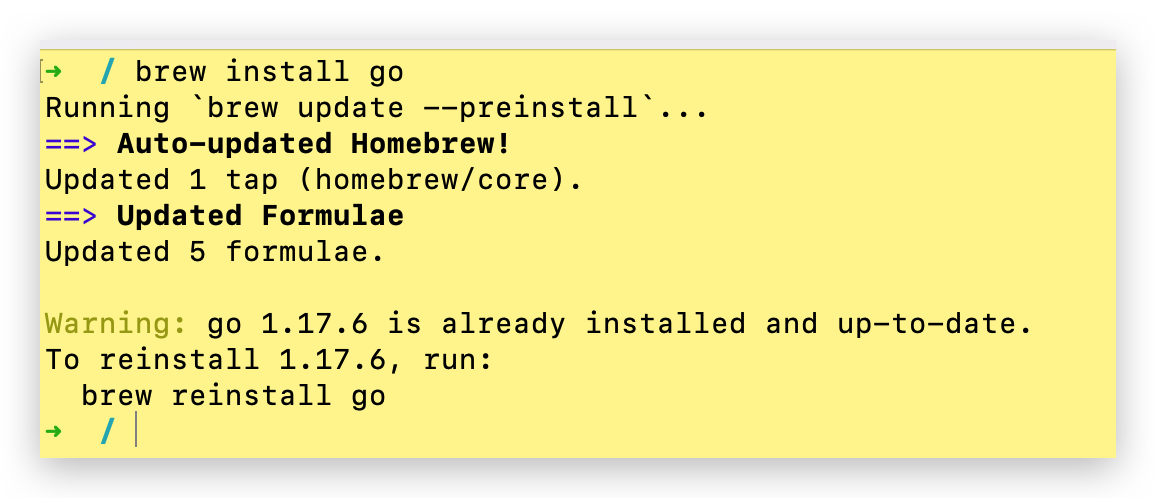 ➜  / brew install go
Running `brew update --preinstall`...
==> Auto-updated Homebrew!
Updated 1 tap (homebrew/core).
==> Updated Formulae
Updated 5 formulae.

Warning: go 1.17.6 is already installed and up-to-date.
To reinstall 1.17.6, run:
  brew reinstall go
➜  /